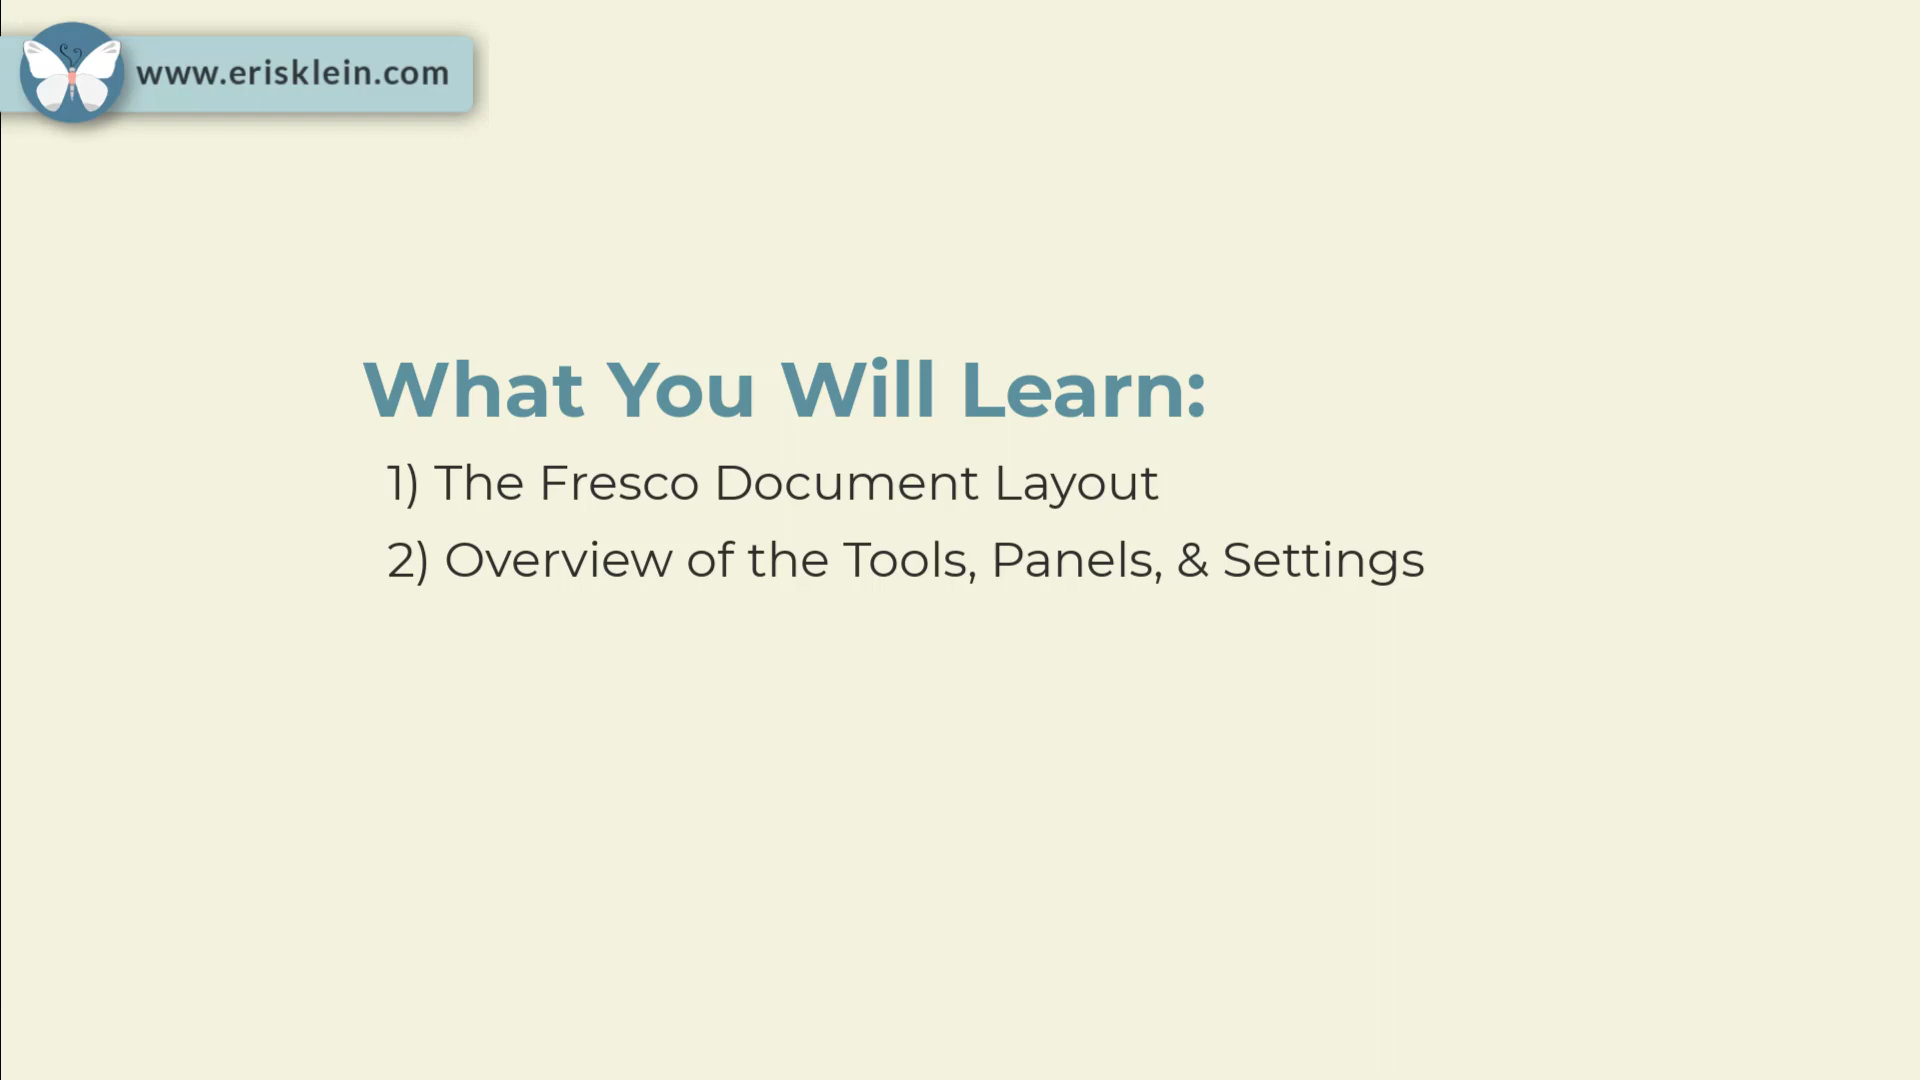 www.erisklein.com
What You Will Learn:
1) The Fresco Document Layout
2) Overview of the Tools, Panels, & Settings